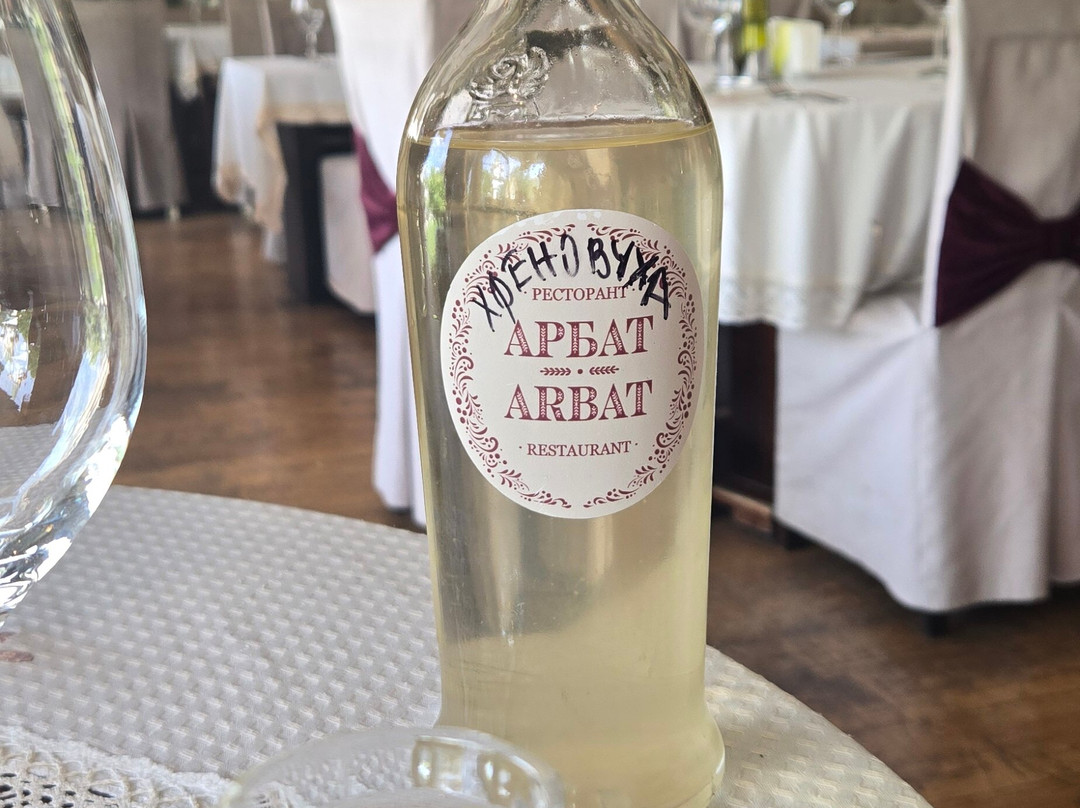 ХРЕНОВУХА
РЕСТОРАНТ
АРБАТ
ARBAT
· RESTAURANT ·